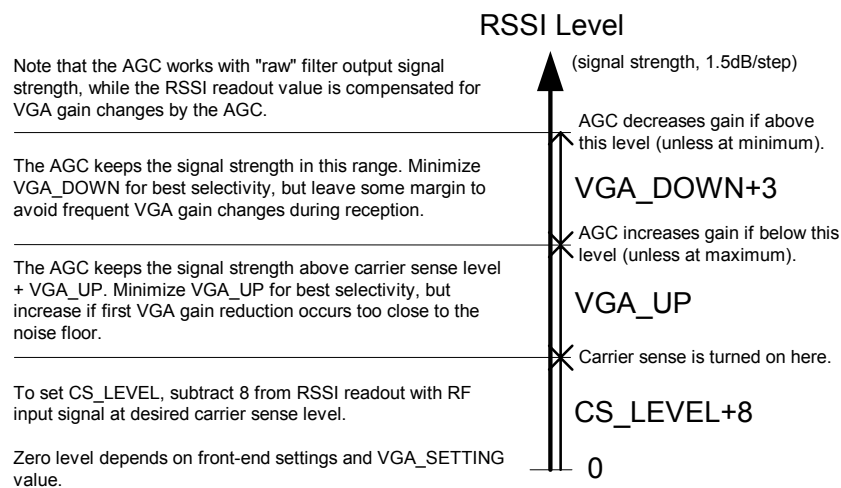 RSSI Level
(signal strength, 1.5dB/step)
Note that the AGC works with "raw" filter output signal
strength, while the RSSI readout value is compensated for
VGA gain changes by the AGC.
AGC decreases gain if above
this level (unless at minimum).
The AGC keeps the signal strength in this range. Minimize
VGA_DOWN for best selectivity, but leave some margin to
avoid frequent VGA gain changes during reception.
VGA_DOWN+3
AGC increases gain if below this
level (unless at maximum).
The AGC keeps the signal strength above carrier sense level
+ VGA_UP. Minimize VGA_UP for best selectivity, but
increase if first VGA gain reduction occurs too close to the
noise floor.
VGA_UP
Carrier sense is turned on here.
To set CS_LEVEL, subtract 8 from RSSI readout with RF
input signal at desired carrier sense level.
CS_LEVEL+8
Zero level depends on front-end settings and VGA_SETTING
value.
0